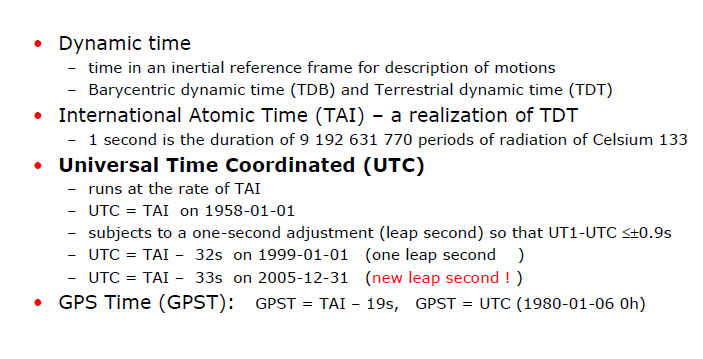 • Dynamic time
– time in an inertial reference frame for description of motions
– Barycentric dynamic time (TDB) and Terrestrial dynamic time (TDT)
• International Atomic Time (TAI) – a realization of TDT
– 1 second is the duration of 9 192 631 770 periods of radiation of Celsium 133
• Universal Time Coordinated (UTC)
– runs at the rate of TAI
– UTC = TAI on 1958-01-01
– subjects to a one-second adjustment (leap second) so that UT1-UTC ≤±0.9s
– UTC = TAI – 32s on 1999-01-01 (one leap second )
– UTC = TAI – 33s on 2005-12-31 (new leap second ! )
• GPS Time (GPST): GPST = TAI – 19s, GPST = UTC (1980-01-06 0h)